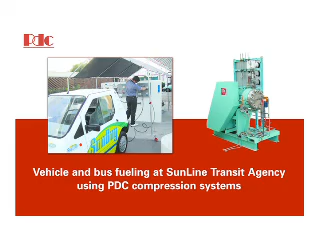 Pdc
Vehicle and bus fueling at SunLine Transit Agency
using PDC compression systems